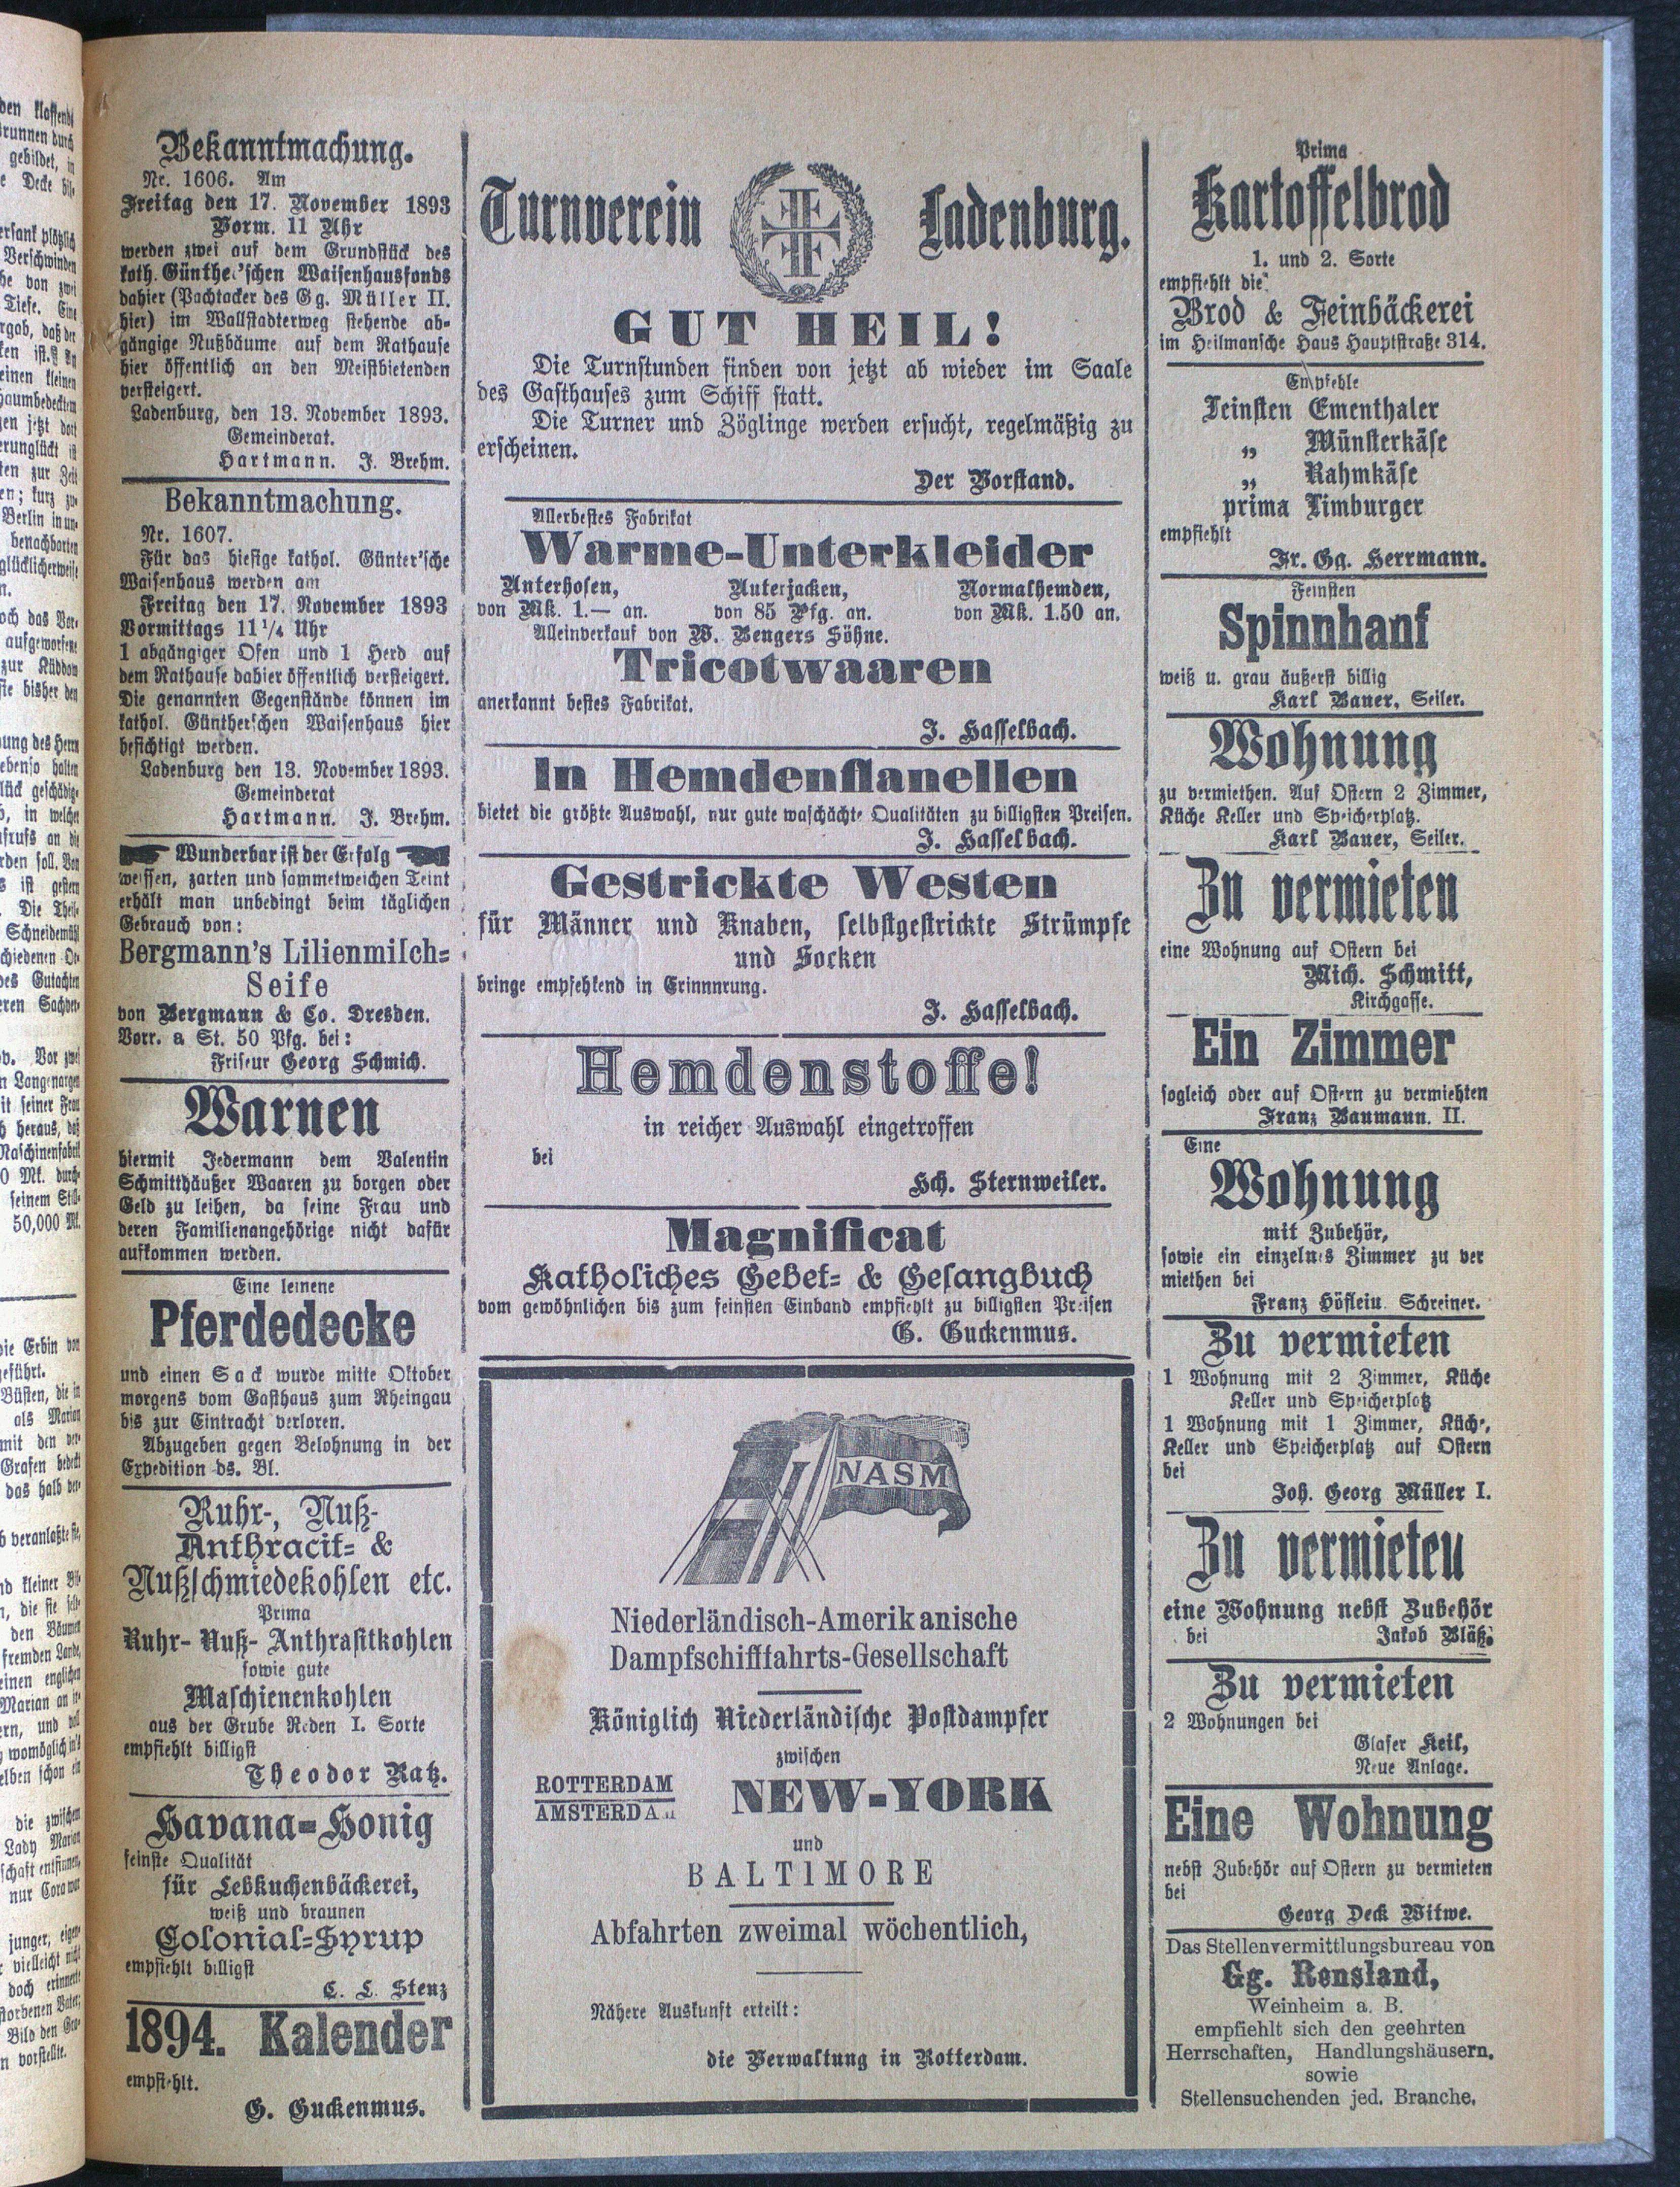 Bekanntmachung.
Nr. 1606. Am
Freitag den 17. November 1893
Vorm. 11 Uhr
werden zwei auf dem Grundstück des
kath. Günther'schen Waisenhausfonds
dahier (Pachtacker des Gg. Müller II.
hier) im Wallstadterweg stehende ab-
gängige Nußbäume auf dem Rathause
hier öffentlich an den Meistbietenden
versteigert.
Ladenburg, den 13. November 1893.
Gemeinderat.
Hartmann. J. Brehm.
Bekanntmachung.
Nr. 1607.
Für das hiesige kathol. Günter'sche
Waisenhaus werden am
Freitag den 17. November 1893
Vormittags 11¼ Uhr
1 abgängiger Ofen und 1 Herd auf
dem Rathause dahier öffentlich versteigert.
Die genannten Gegenstände können im
kathol. Günther'schen Waisenhaus hier
besichtigt werden.
Ladenburg den 13. November 1893.
Gemeinderat
Hartmann. J. Brehm.
Wunderbar ist der Erfolg
weissen, zarten und sammetweichen Teint
erhält man unbedingt beim täglichen
Gebrauch von:
Bergmann's Lilienmilch-
Seife
von Bergmann & Co. Dresden.
Vorr. a St. 50 Pfg. bei:
Friseur Georg Schmich.
Warnen
hiermit Jedermann dem Valentin
Schmitthäußer Waaren zu borgen oder
Geld zu leihen, da seine Frau und
deren Familienangehörige nicht dafür
aufkommen werden.
Eine leinene
Pferdedecke
und einen Sack wurde mitte Oktober
morgens vom Gasthaus zum Rheingau
bis zur Eintracht verloren.
Abzugeben gegen Belohnung in der
Expedition ds. Bl.
Ruhr-, Nuß-
Anthracit- &
Nußschmiedekohlen etc.
Prima
Ruhr- Nuß- Anthrasitkohlen
sowie gute
Maschienenkohlen
aus der Grube Reden I. Sorte
empfiehlt billigst
Theodor Katz.
Havana-Honig
feinste Qualität
für Lebkuchenbäckerei,
weiß und braunen
Colonial-Syrup
empfiehlt billigst
C. L. Stenz
1894. Kalender
empfiehlt.
G. Guckenmus.
Turnverein Ladenburg.
GUT HEIL!
Die Turnstunden finden von jetzt ab wieder im Saale
des Gasthauses zum Schiff statt.
Die Turner und Zöglinge werden ersucht, regelmäßig zu
erscheinen.
Der Vorstand.
Allerbestes Fabrikat
Warme-Unterkleider
Unterhosen, Unterjacken, Normalhemden,
von Mk. 1.— an. von 85 Pfg. an. von Mk. 1.50 an.
Alleinverkauf von W. Bengers Söhne.
Tricotwaaren
anerkannt bestes Fabrikat.
J. Hasselbach.
In Hemdenflanellen
bietet die größte Auswahl, nur gute waschächte Qualitäten zu billigsten Preisen.
J. Hasselbach.
Gestrickte Westen
für Männer und Knaben, selbstgestrickte Strümpfe
und Socken
bringe empfehlend in Erinnnrung.
J. Hasselbach.
Hemdenstoffe!
in reicher Auswahl eingetroffen
bei
Hch. Sternweiler.
Magnificat
Katholiches Gebet- & Gesangbuch
vom gewöhnlichen bis zum feinsten Einband empfiehlt zu billigsten Preisen
G. Guckenmus.
NASM
Niederländisch-Amerikanische
Dampfschifffahrts-Gesellschaft
Königlich Niederländische Postdampfer
zwischen
ROTTERDAM
AMSTERDAM
NEW-YORK
und
BALTIMORE
Abfahrten zweimal wöchentlich,
Nähere Auskunft erteilt:
die Verwaltung in Rotterdam.
Prima
Kartoffelbrod
1. und 2. Sorte
empfiehlt die
Brod & Feinbäckerei
im Heilmansche Haus Hauptstraße 314.
Empfehle
Feinsten Ementhaler
„ Münsterkäse
„ Rahmkäse
prima Limburger
empfiehlt
Fr. Gg. Herrmann.
Feinsten
Spinnhanf
weiß u. grau äußerst billig
Karl Bauer, Seiler.
Wohnung
zu vermiethen. Auf Ostern 2 Zimmer,
Küche Keller und Speicherplatz.
Karl Bauer, Seiler.
Zu vermieten
eine Wohnung auf Ostern bei
Mich. Schmitt,
Kirchgasse.
Ein Zimmer
sogleich oder auf Ostern zu vermiehten
Franz Baumann. II.
Eine
Wohnung
mit Zubehör,
sowie ein einzelnes Zimmer zu ver
miethen bei
Franz Höflein Schreiner.
Zu vermieten
1 Wohnung mit 2 Zimmer, Küche
Keller und Speicherplatz
1 Wohnung mit 1 Zimmer, Küche,
Keller und Speicherplatz auf Ostern
bei
Joh. Georg Müller I.
Zu vermieten
eine Wohnung nebst Zubehör
bei Jakob Bläß.
Zu vermieten
2 Wohnungen bei
Glaser Keil,
Neue Anlage.
Eine Wohnung
nebst Zubehör auf Ostern zu vermieten
bei
Georg Deck Witwe.
Das Stellenvermittlungsbureau von
Gg. Rensland,
Weinheim a. B.
empfiehlt sich den geehrten
Herrschaften, Handlungshäusern,
sowie
Stellensuchenden jed. Branche.